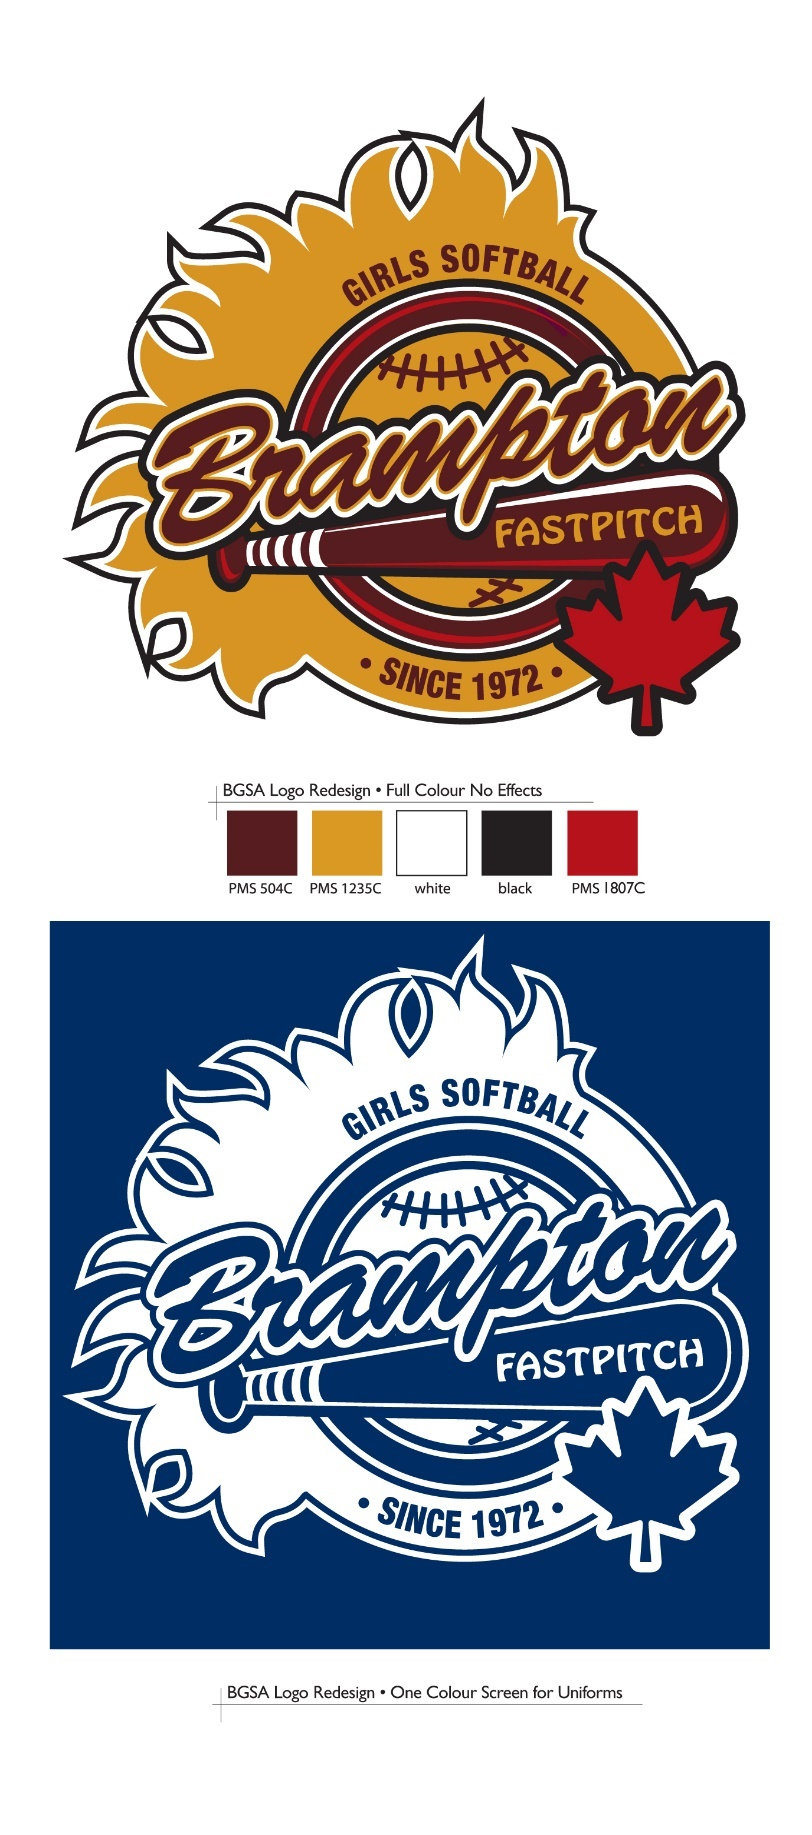 GIRLS SOFTBALL
Brampton
FASTPITCH
• SINCE 1972 •
BGSA Logo Redesign • Full Colour No Effects
PMS 504C PMS 1235C white black PMS 1807C
GIRLS SOFTBALL
Brampton
FASTPITCH
• SINCE 1972 •
BGSA Logo Redesign • One Colour Screen for Uniforms